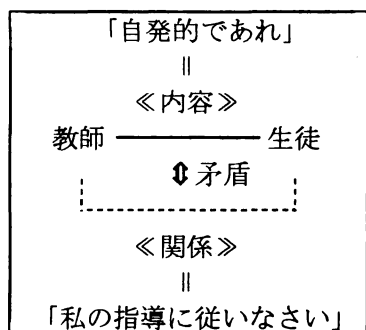 「自発的であれ」
||
≪内容≫
教師 生徒
⇕矛盾
≪関係≫
||
「私の指導に従いなさい」